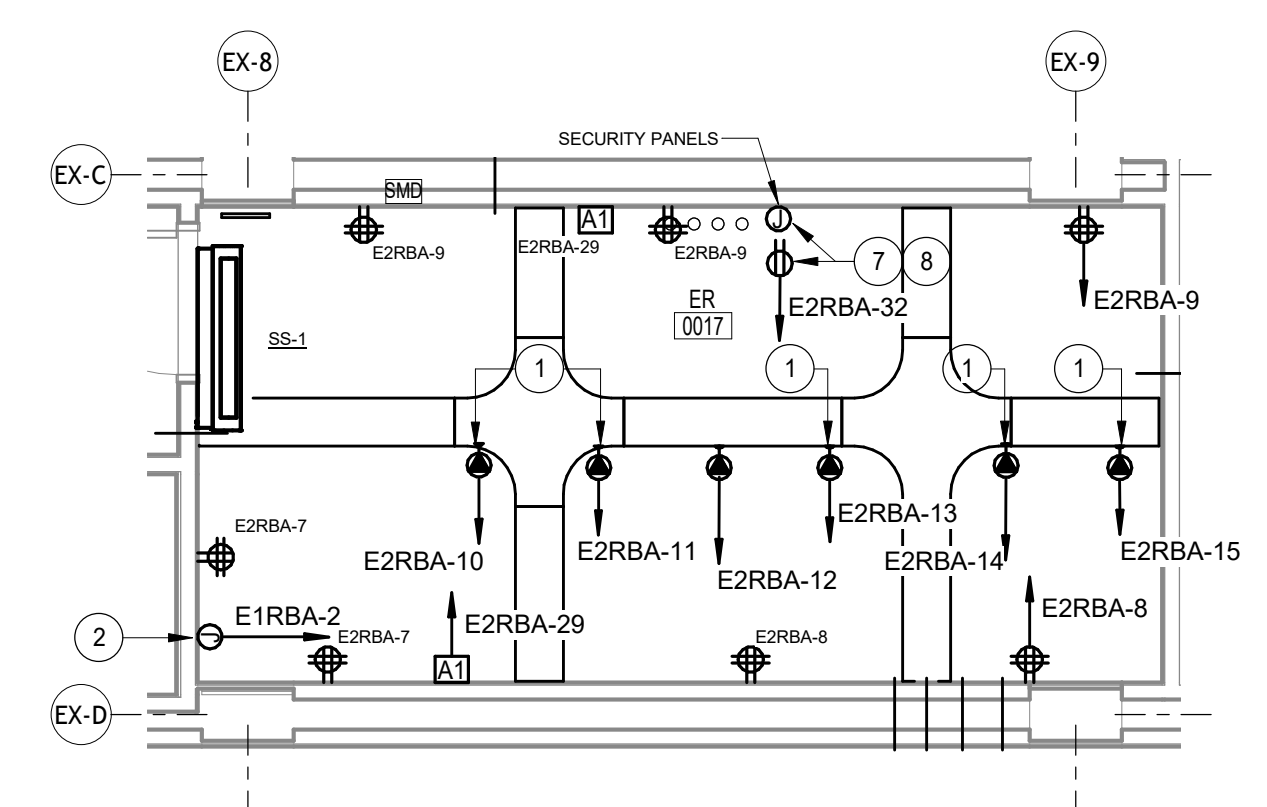 EX-8
EX-9
SECURITY PANELS
EX-C
SMD
A1
J
E2RBA-9
E2RBA-29
E2RBA-9
7
8
ER
0017
E2RBA-32
E2RBA-9
SS-1
1
1
1
1
E2RBA-7
E2RBA-10
E2RBA-11
E2RBA-12
E2RBA-13
E2RBA-14
E2RBA-15
2
J
E1RBA-2
E2RBA-7
E2RBA-29
E2RBA-8
E2RBA-8
A1
EX-D